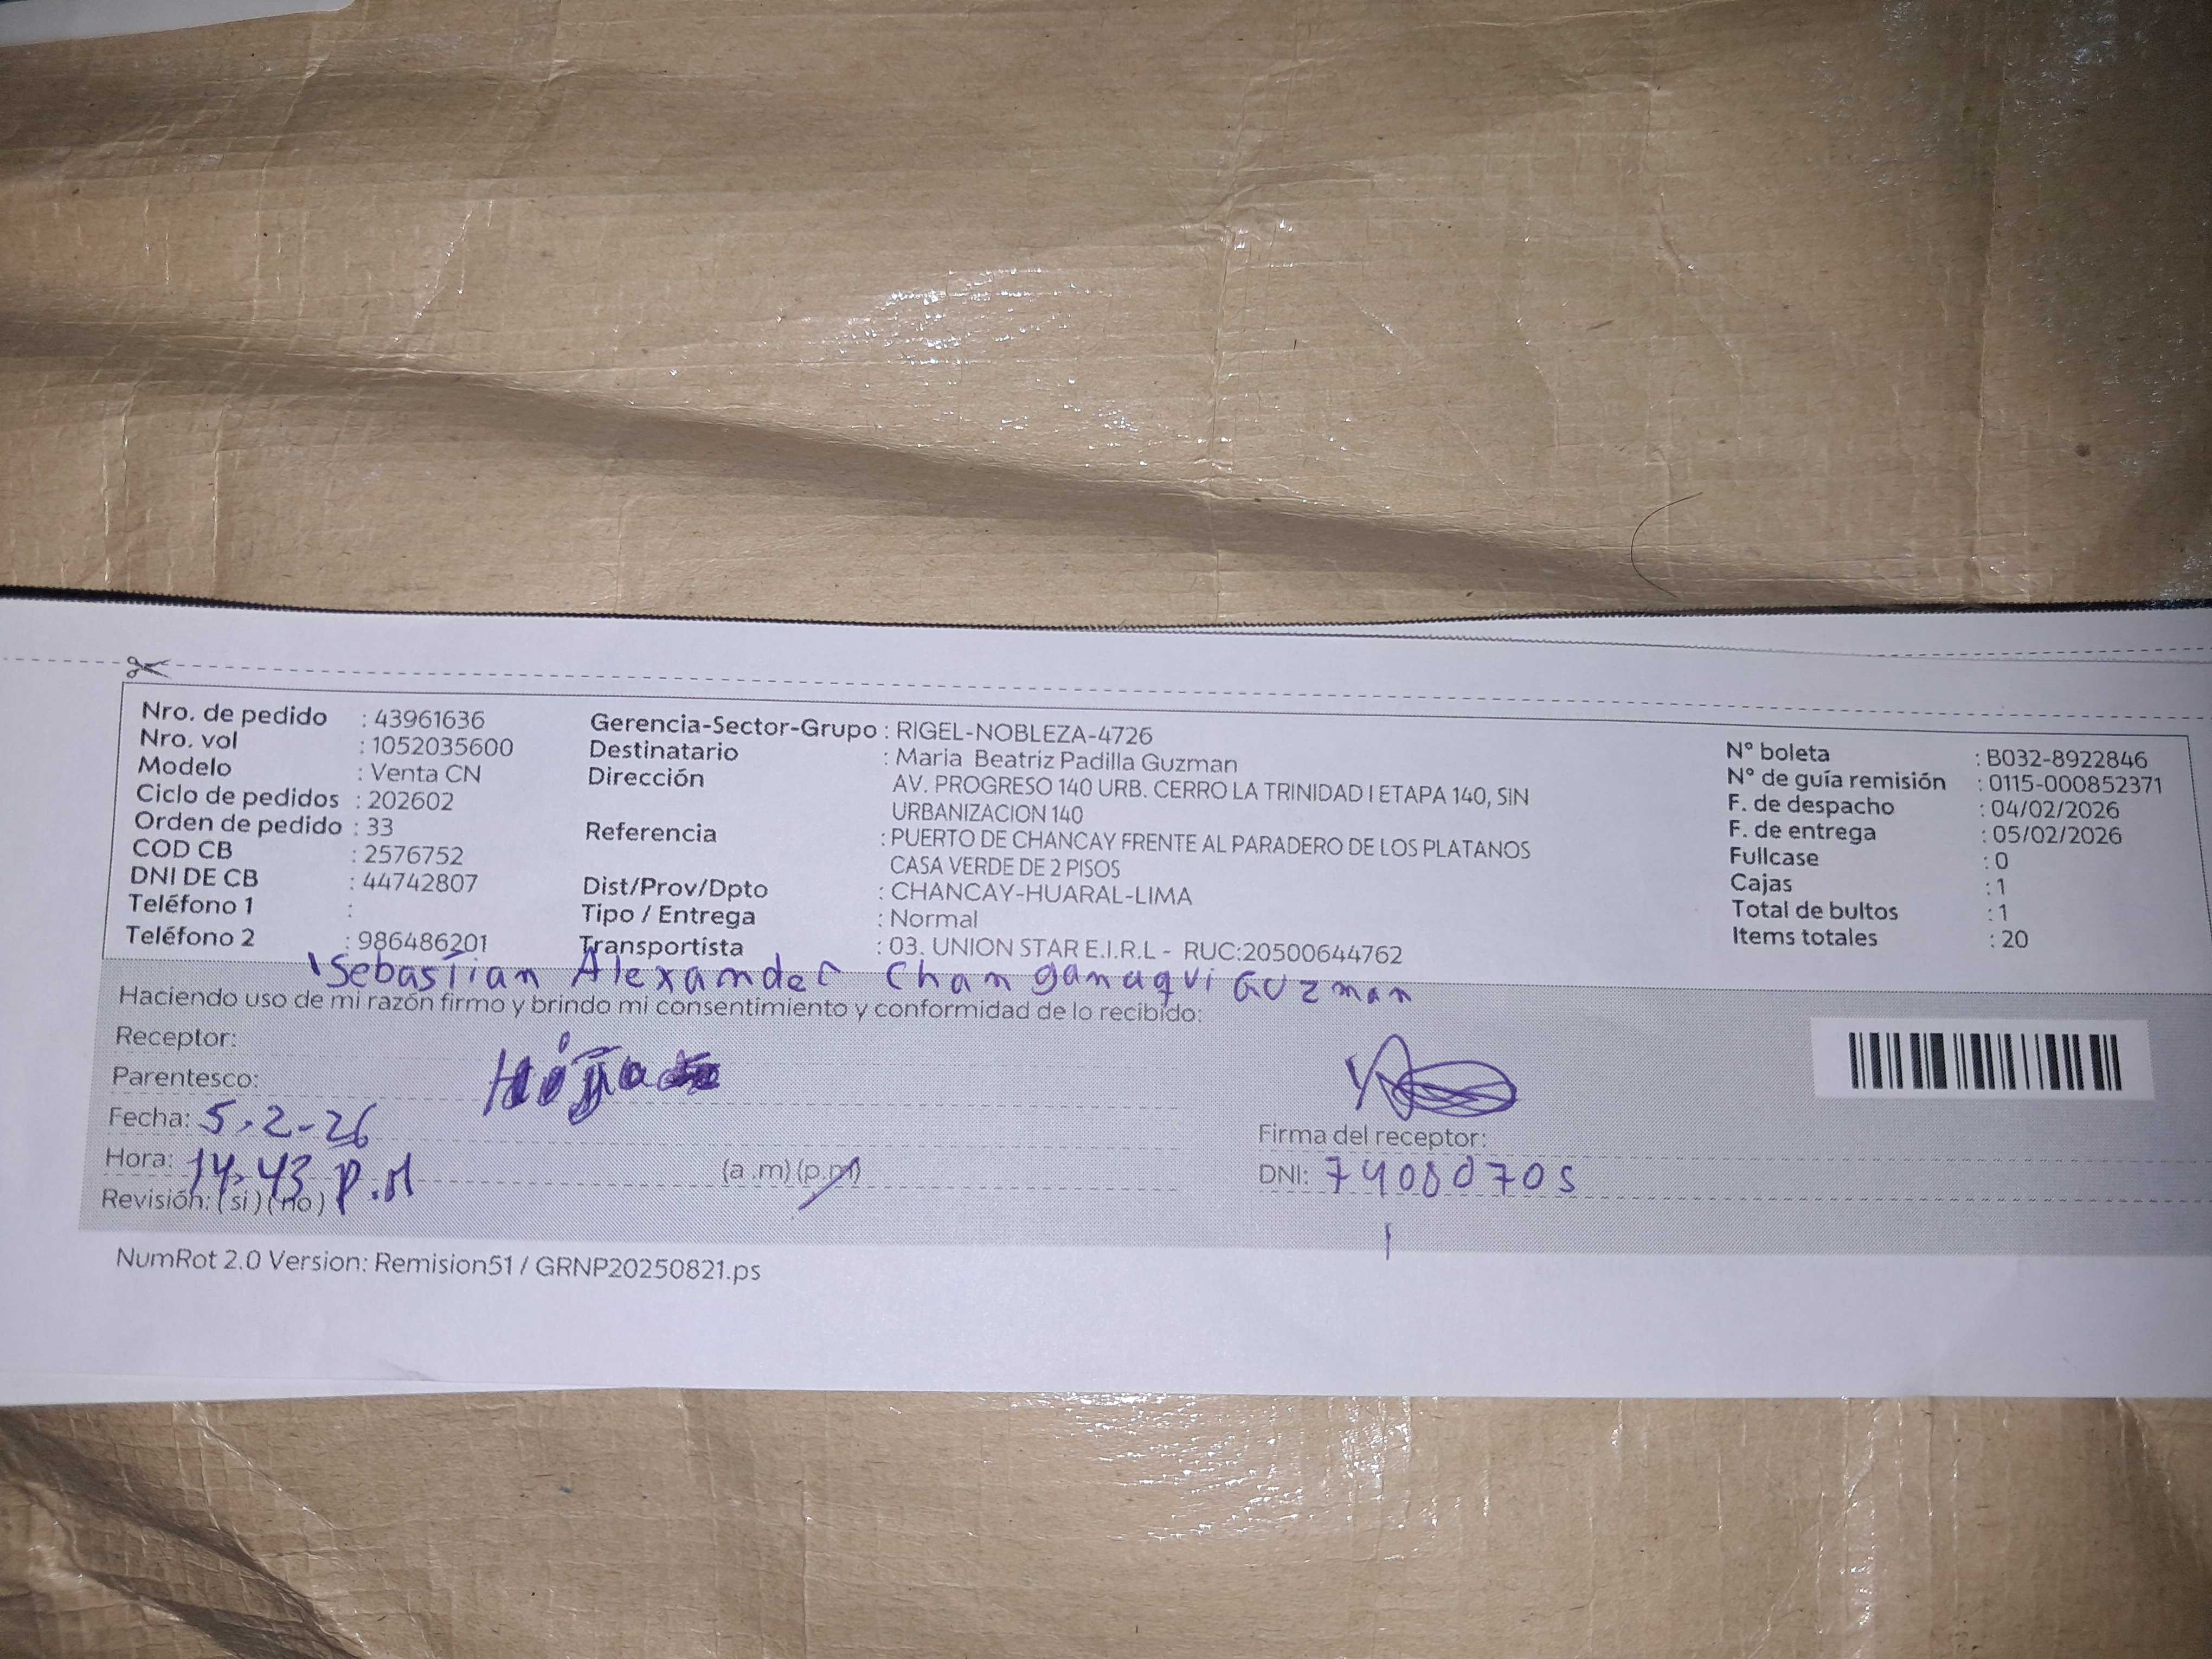 Nro. de pedido : 43961636
Nro. vol : 1052035600
Modelo : Venta CN
Ciclo de pedidos : 202602
Orden de pedido : 33
COD CB : 2576752
DNI DE CB : 44742807
Teléfono 1 :
Teléfono 2 : 986486201
Gerencia-Sector-Grupo : RIGEL-NOBLEZA-4726
Destinatario : Maria Beatriz Padilla Guzman
Dirección AV. PROGRESO 140 URB. CERRO LA TRINIDAD I ETAPA 140, SIN
URBANIZACION 140
Referencia : PUERTO DE CHANCAY FRENTE AL PARADERO DE LOS PLATANOS
CASA VERDE DE 2 PISOS
Dist/Prov/Dpto : CHANCAY-HUARAL-LIMA
Tipo / Entrega : Normal
Transportista : 03. UNION STAR E.I.R.L - RUC:20500644762
N° boleta : B032-8922846
N° de guía remisión : 0115-000852371
F. de despacho : 04/02/2026
F. de entrega : 05/02/2026
Fullcase : 0
Cajas : 1
Total de bultos : 1
Items totales : 20
Sebastian Alexander Changanaqui Guzman
Haciendo uso de mi razón firmo y brindo mi consentimiento y conformidad de lo recibido:
Receptor:
Parentesco:
Fecha: 5.2-26
Hora: 14:43 p.M (a.m) (p.m)
Revisión: (si) (no)
Firma del receptor:
DNI: 74080705
NumRot 2.0 Version: Remision51 / GRNP20250821.ps